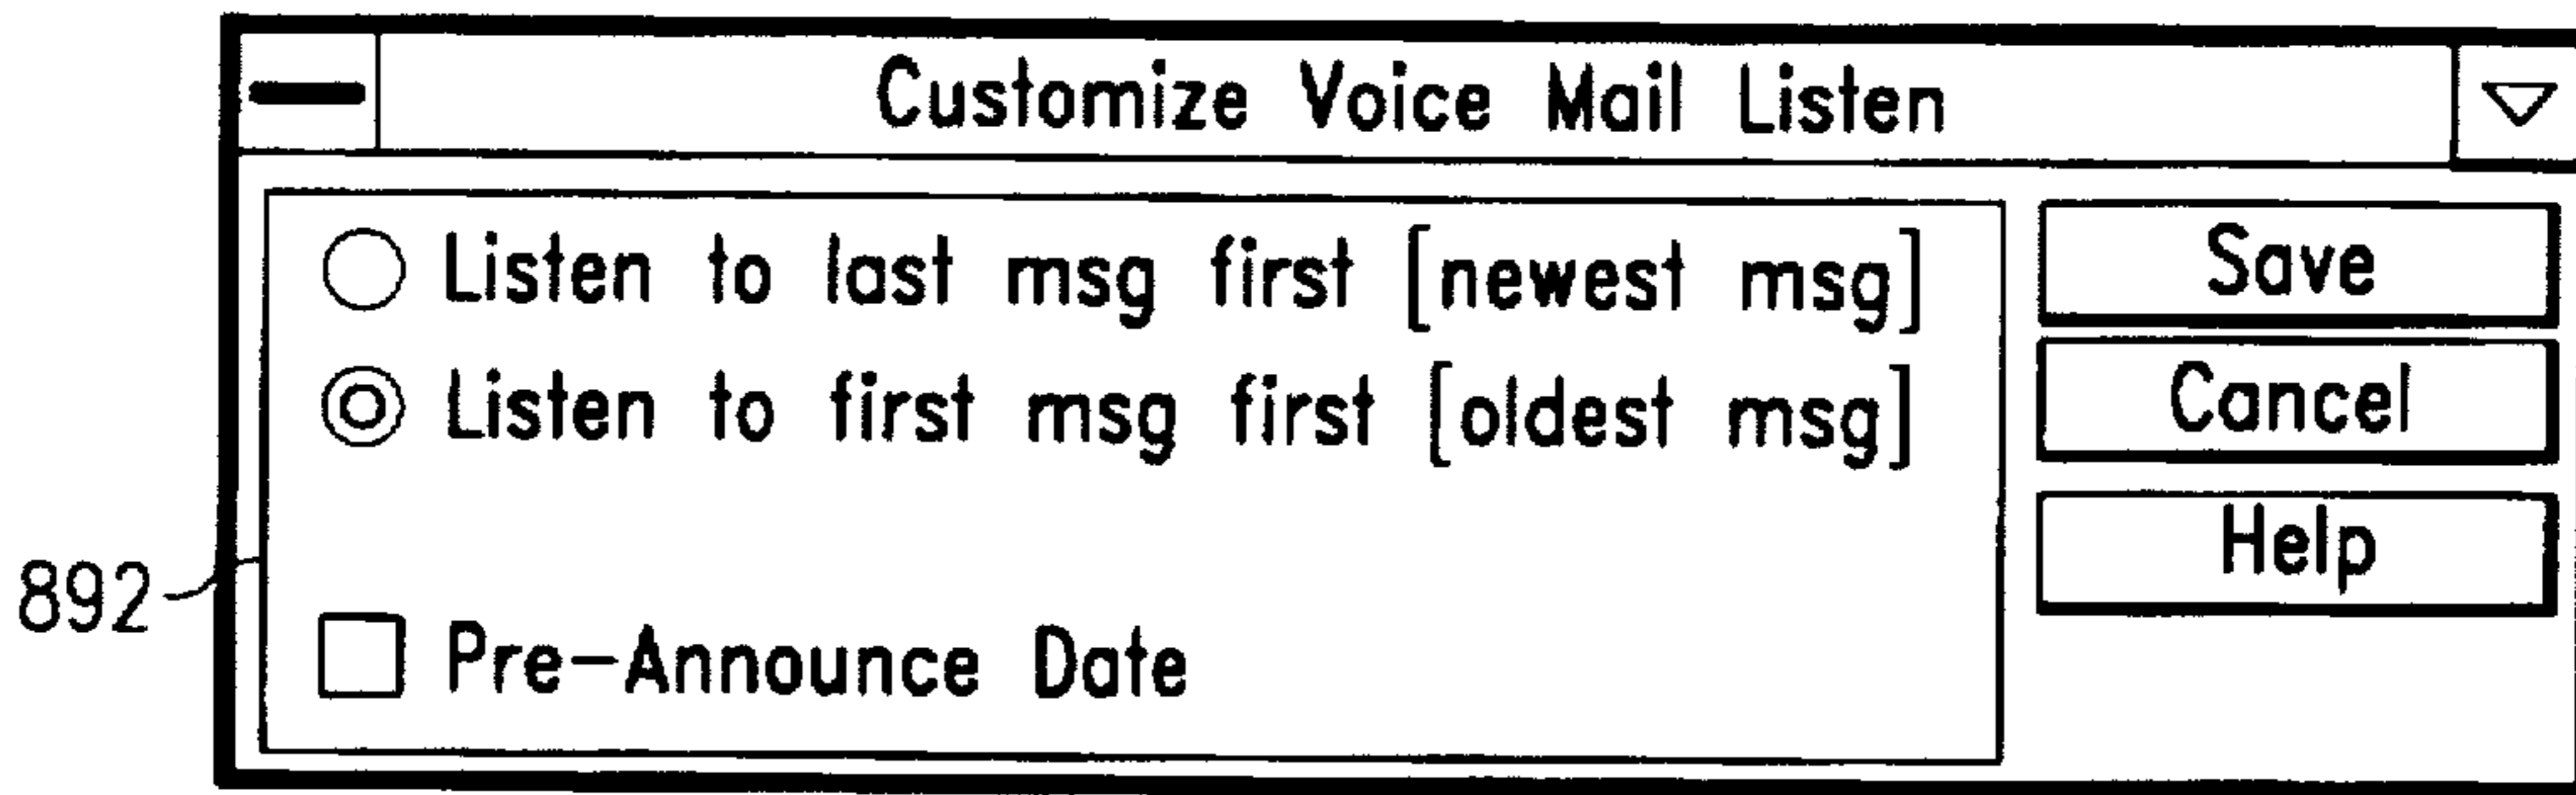 Customize Voice Mail Listen
Listen to last msg first [newest msg]
Listen to first msg first [oldest msg]
Pre-Announce Date
Save
Cancel
Help
892